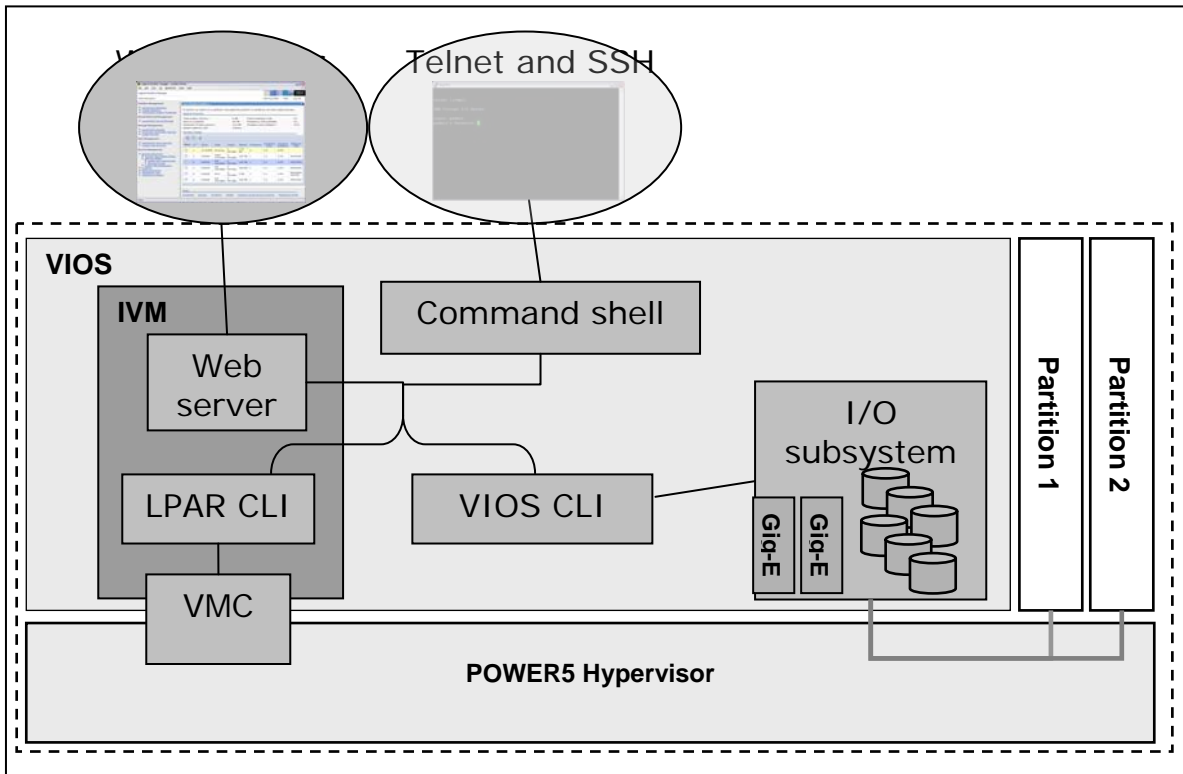 Telnet and SSH
VIOS
IVM
Command shell
Web
server
I/O
subsystem
LPAR CLI
VIOS CLI
Gig-E
Gig-E
VMC
Partition 1
Partition 2
POWER5 Hypervisor